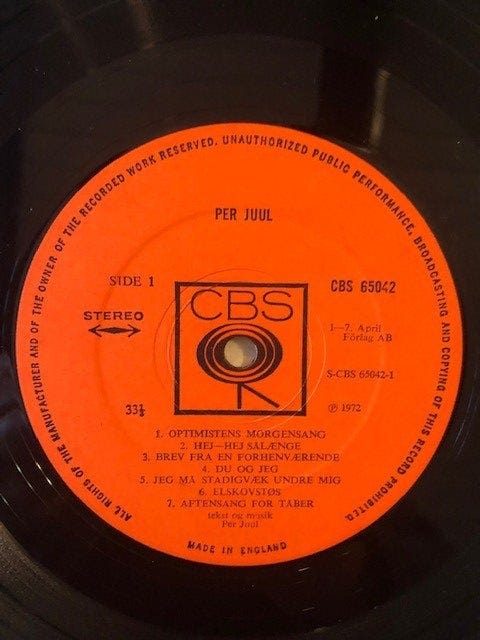 ALL RIGHTS OF THE MANUFACTURER AND OF THE OWNER OF THE RECORDED WORK RESERVED. UNAUTHORIZED PUBLIC PERFORMANCE, BROADCASTING AND COPYING OF THIS RECORD PROHIBITED.
PER JUUL
SIDE 1
CBS 65042
STEREO
CBS
1—7. April
Förlag AB
S-CBS 65042-1
33⅓
℗ 1972
1. OPTIMISTENS MORGENSANG
2. HEJ—HEJ SÅLÆNGE
3. BREV FRA EN FORHENVÆRENDE
4. DU OG JEG
5. JEG MÅ STADIGVÆK UNDRE MIG
6. ELSKOVSTØS
7. AFTENSANG FOR TABER
tekst og musik
Per Juul
MADE IN ENGLAND